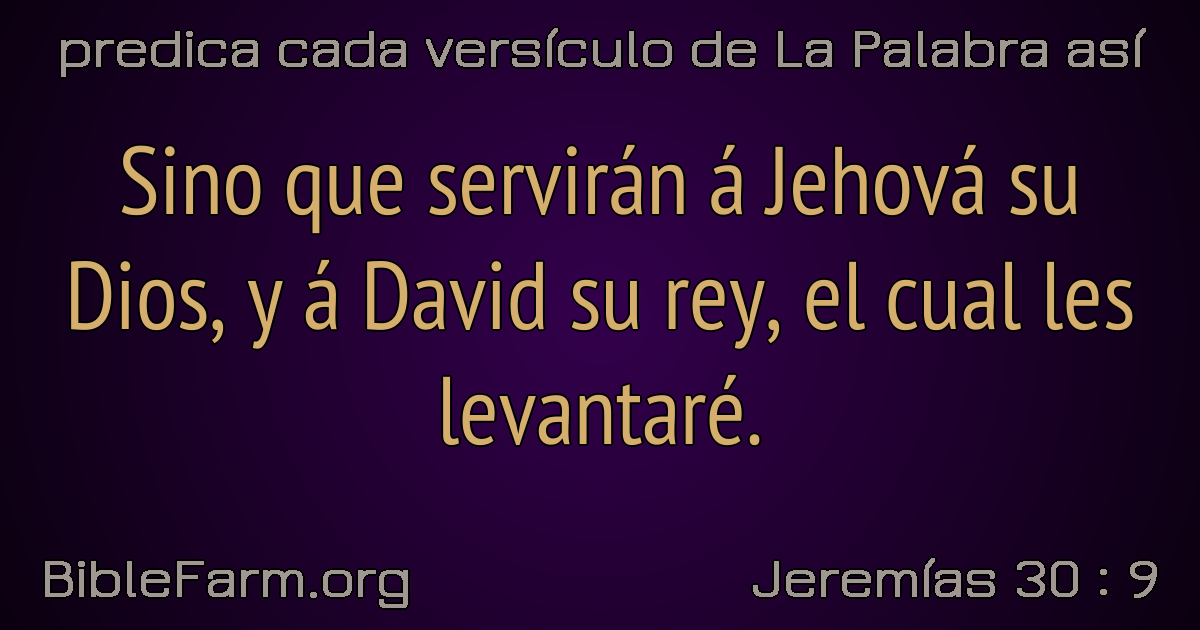 predica cada versículo de La Palabra así
Sino que servirán á Jehová su
Dios, y á David su rey, el cual les
levantaré.
BibleFarm.org
Jeremías 30 : 9